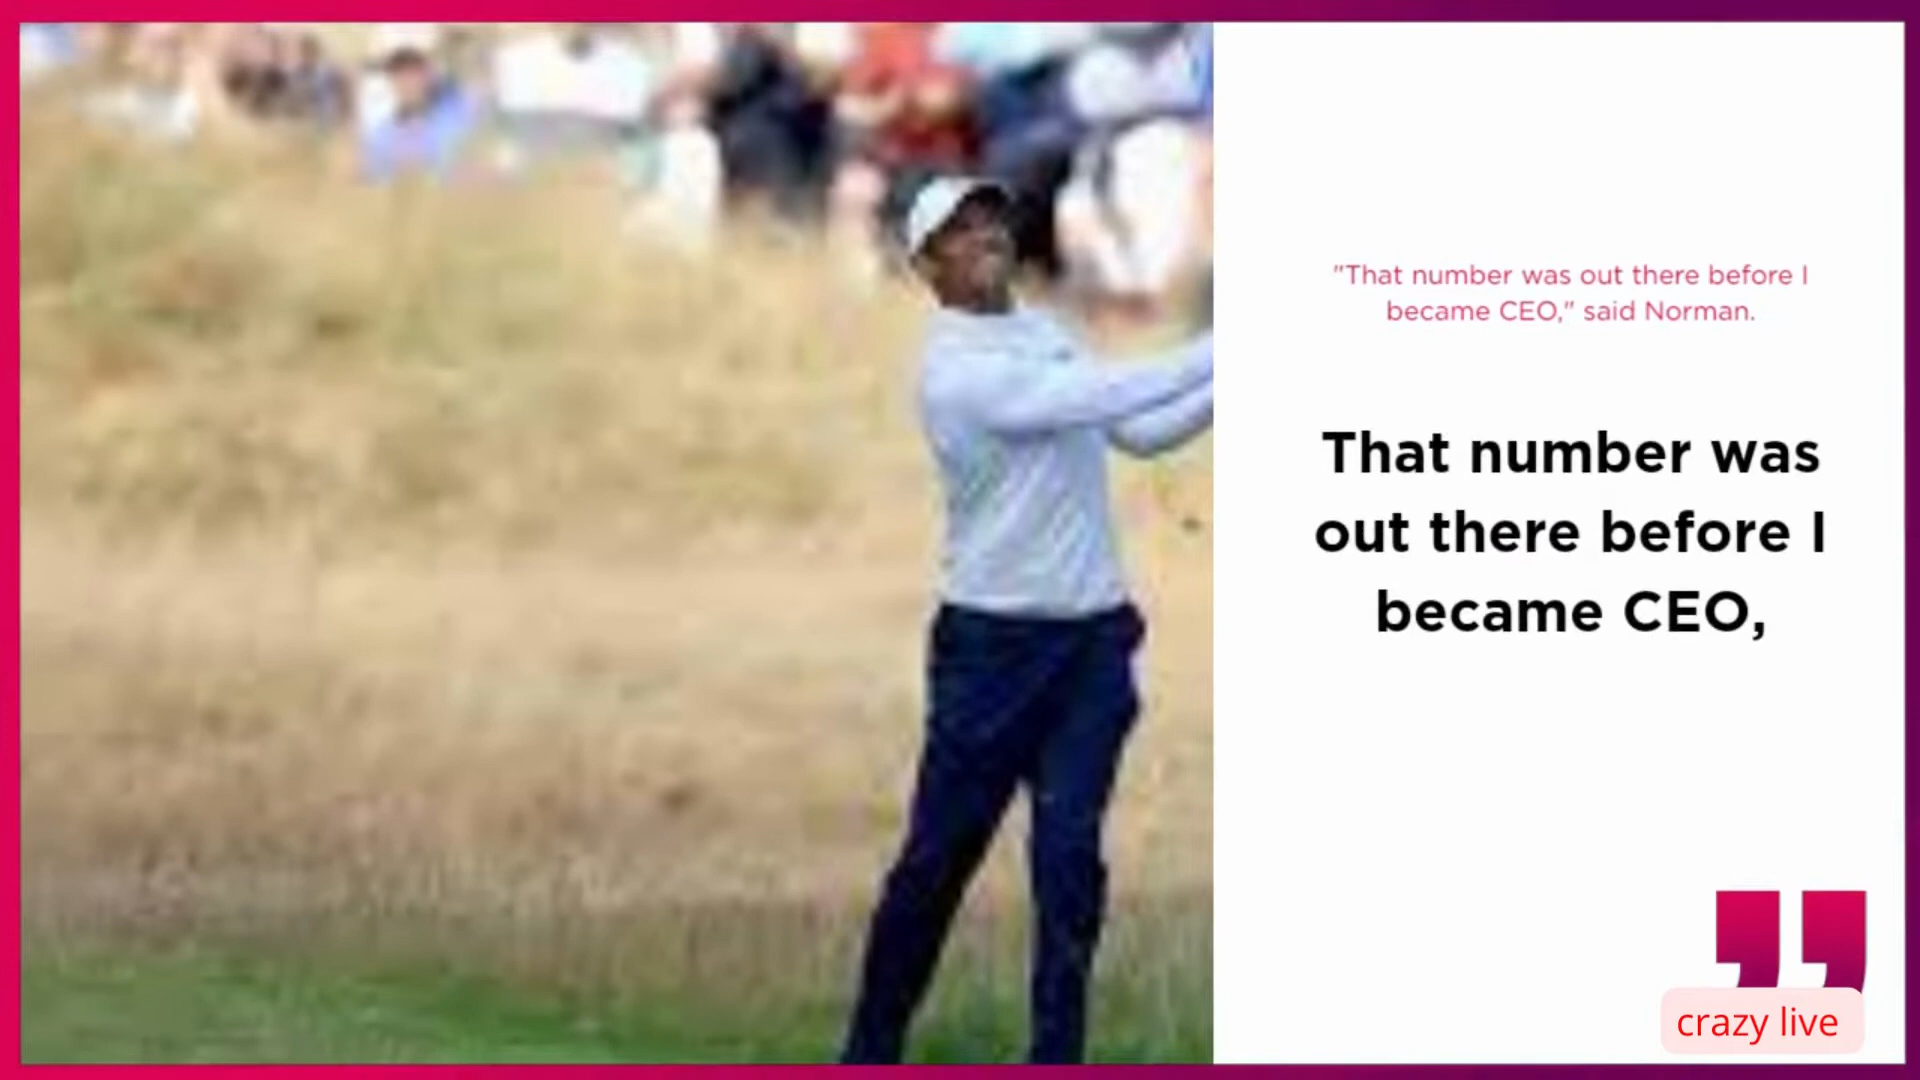 "That number was out there before I
became CEO," said Norman.
That number was
out there before I
became CEO,
crazy live